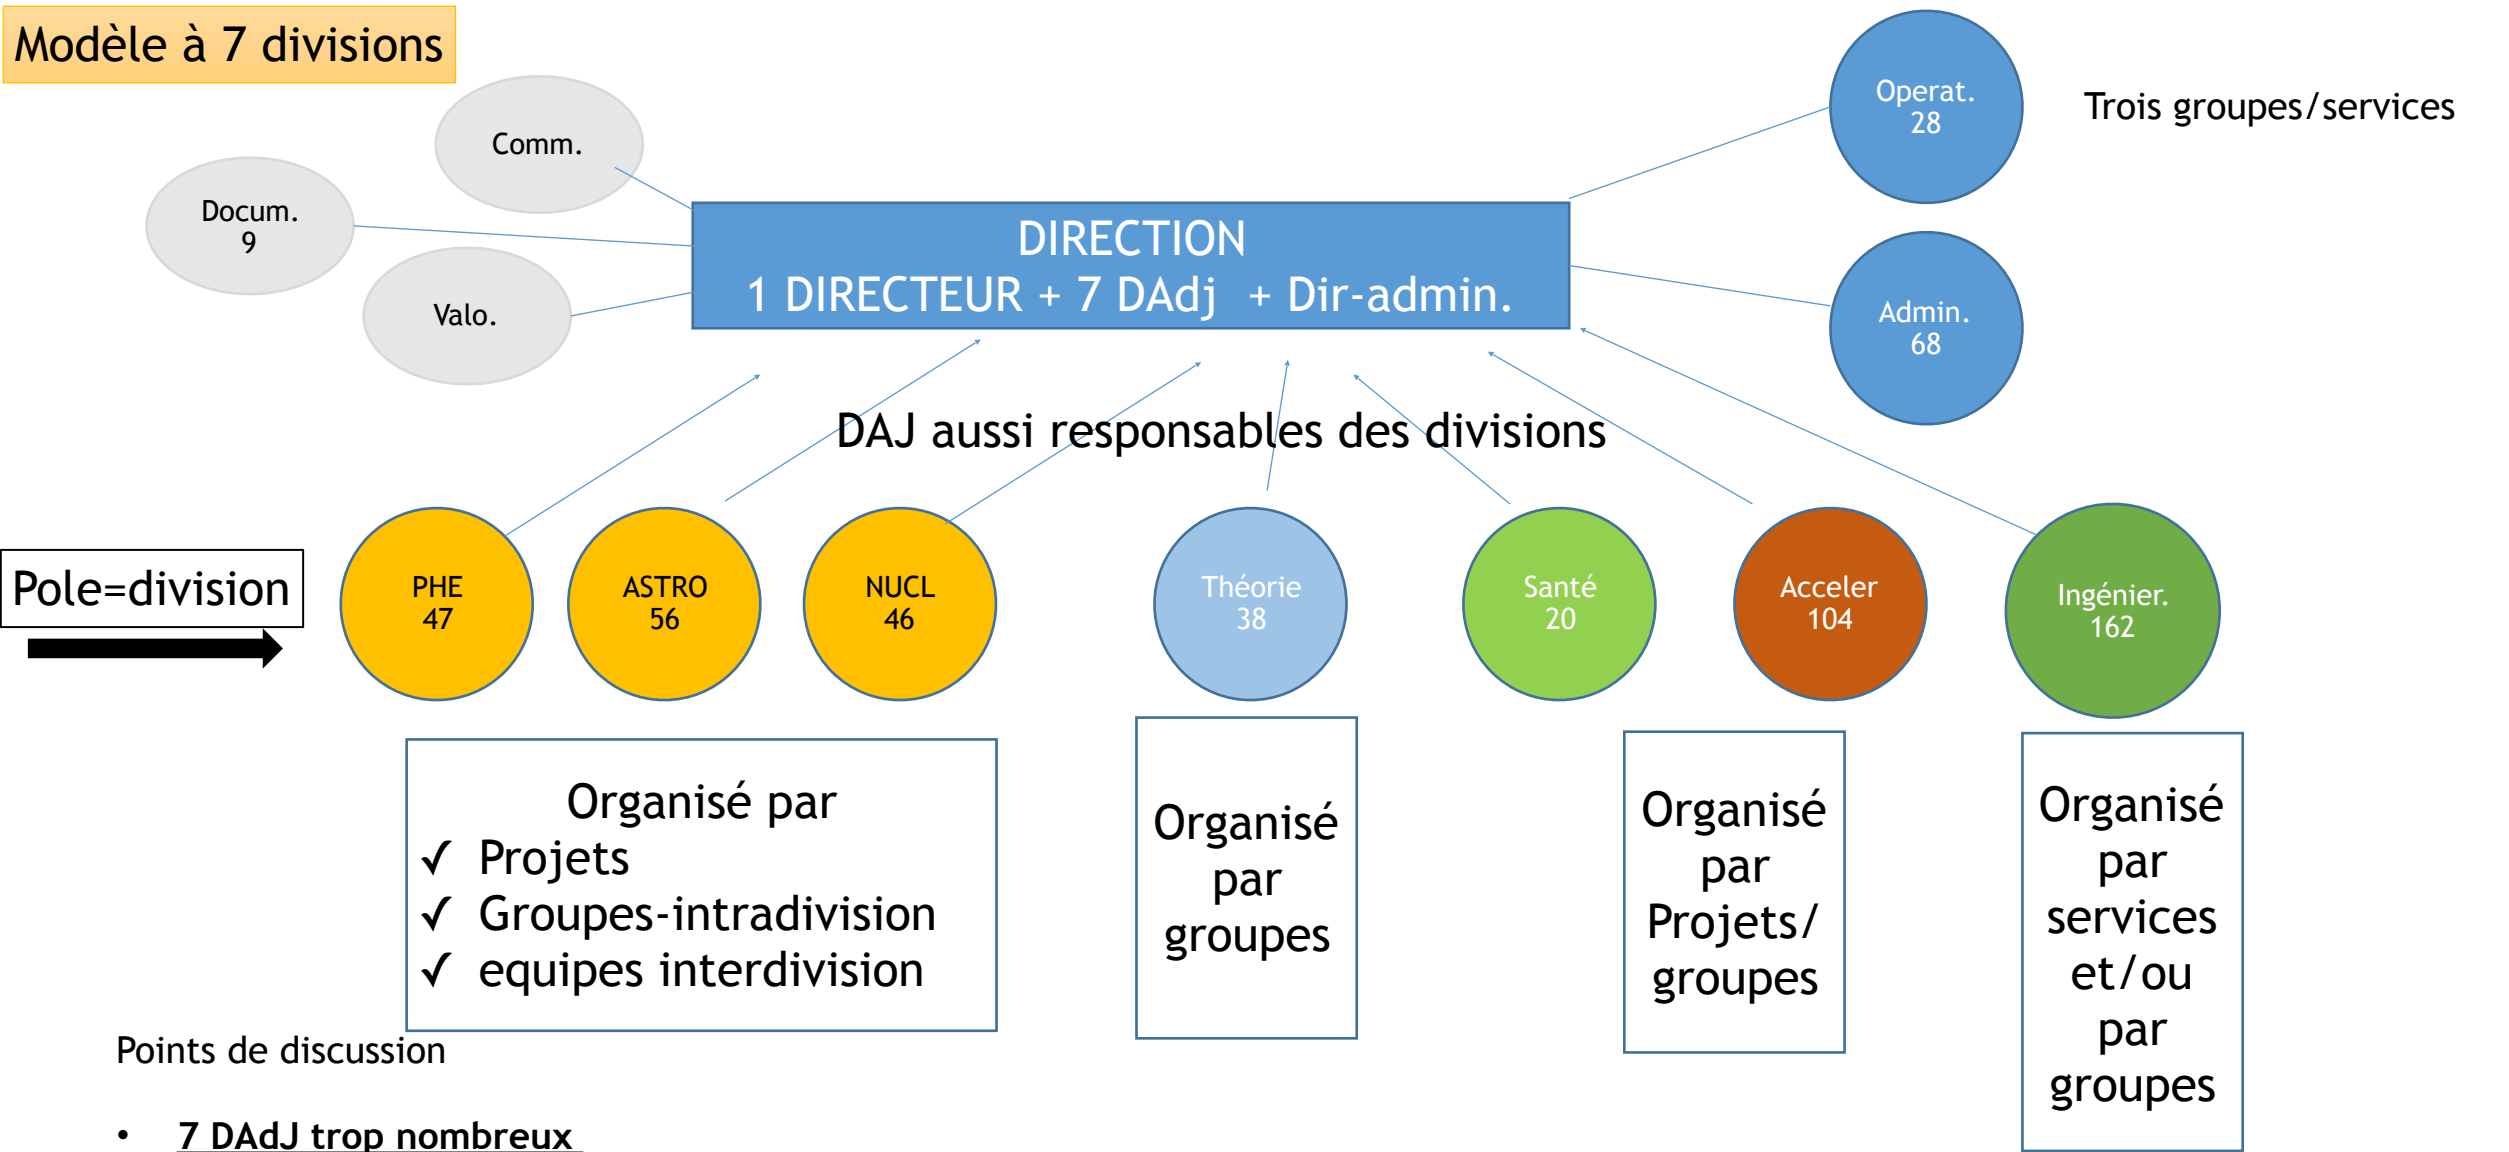 Modèle à 7 divisions
Comm.
Docum.
9
Valo.
DIRECTION
1 DIRECTEUR + 7 DAdj + Dir-admin.
Operat.
28
Trois groupes/services
Admin.
68
DAJ aussi responsables des divisions
Pole=division
PHE
47
ASTRO
56
NUCL
46
Théorie
38
Santé
20
Acceler
104
Ingénier.
162
Organisé par
✓ Projets
✓ Groupes-intradivision
✓ equipes interdivision
Organisé
par
groupes
Organisé
par
Projets/
groupes
Organisé
par
services
et/ou
par
groupes
Points de discussion
• 7 DAdJ trop nombreux